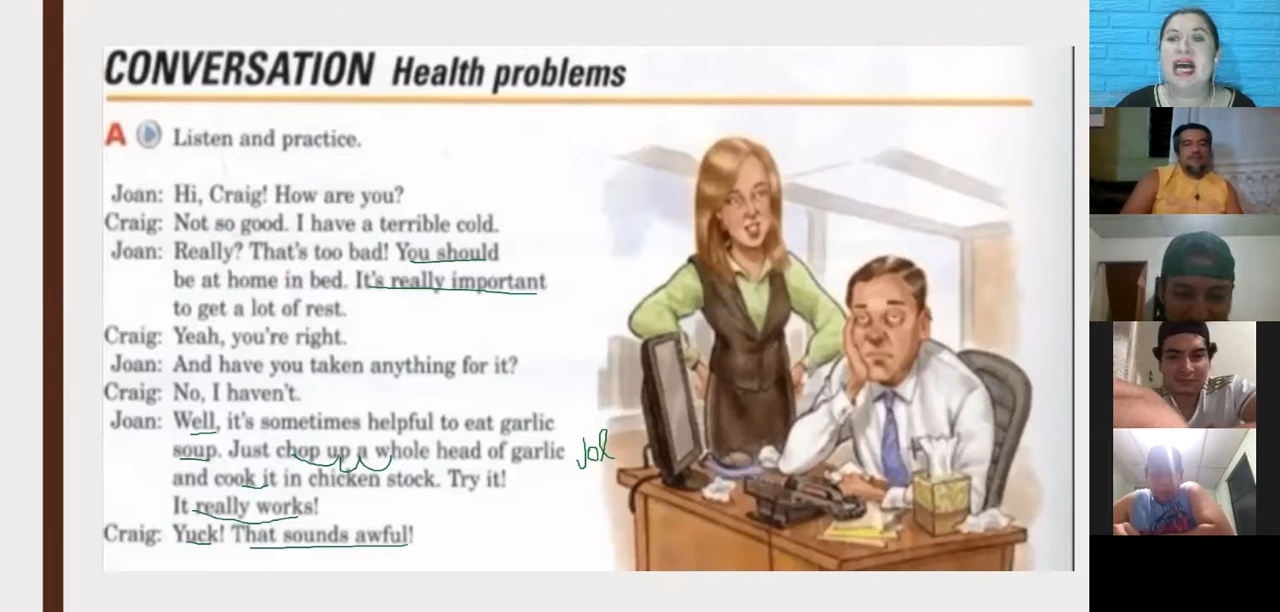 CONVERSATION Health problems
A Listen and practice.
Joan: Hi, Craig! How are you?
Craig: Not so good. I have a terrible cold.
Joan: Really? That's too bad! You should
be at home in bed. It's really important
to get a lot of rest.
Craig: Yeah, you're right.
Joan: And have you taken anything for it?
Craig: No, I haven't.
Joan: Well, it's sometimes helpful to eat garlic
soup. Just chop up a whole head of garlic jol
and cook it in chicken stock. Try it!
It really works!
Craig: Yuck! That sounds awful!